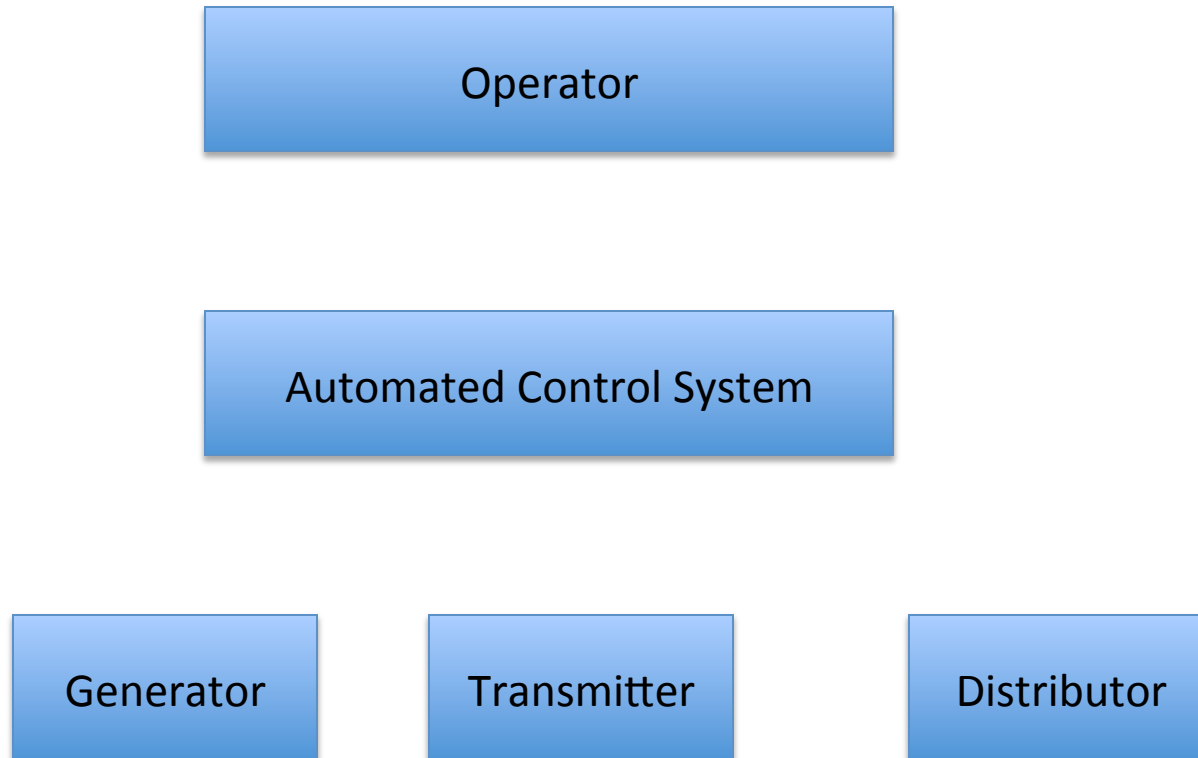 Operator
Automated Control System
Generator
Transmitter
Distributor